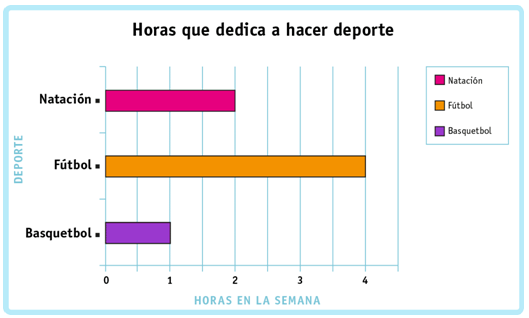 Horas que dedica a hacer deporte
Natación
Fútbol
Basquetbol
DEPORTE
Natación
Fútbol
Basquetbol
0 1 2 3 4
HORAS EN LA SEMANA